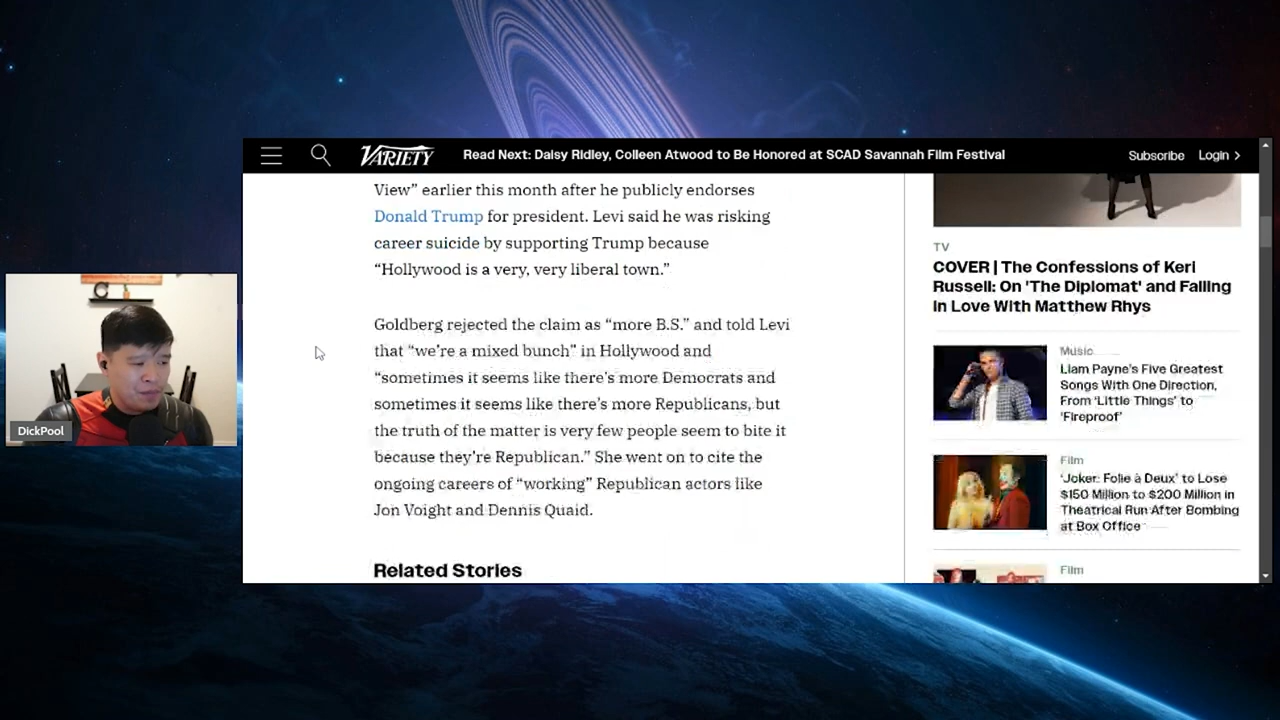 VARIETY
Read Next: Daisy Ridley, Colleen Atwood to Be Honored at SCAD Savannah Film Festival
Subscribe
Login
View” earlier this month after he publicly endorses
Donald Trump for president. Levi said he was risking
career suicide by supporting Trump because
“Hollywood is a very, very liberal town.”
Goldberg rejected the claim as “more B.S.” and told Levi
that “we’re a mixed bunch” in Hollywood and
“sometimes it seems like there’s more Democrats and
sometimes it seems like there’s more Republicans, but
the truth of the matter is very few people seem to bite it
because they’re Republican.” She went on to cite the
ongoing careers of “working” Republican actors like
Jon Voight and Dennis Quaid.
Related Stories
TV
COVER | The Confessions of Keri
Russell: On 'The Diplomat' and Falling
in Love With Matthew Rhys
Music
Liam Payne’s Five Greatest
Songs With One Direction,
From ‘Little Things’ to
‘Fireproof’
Film
‘Joker: Folie à Deux’ to Lose
$150 Million to $200 Million in
Theatrical Run After Bombing
at Box Office
Film
DickPool